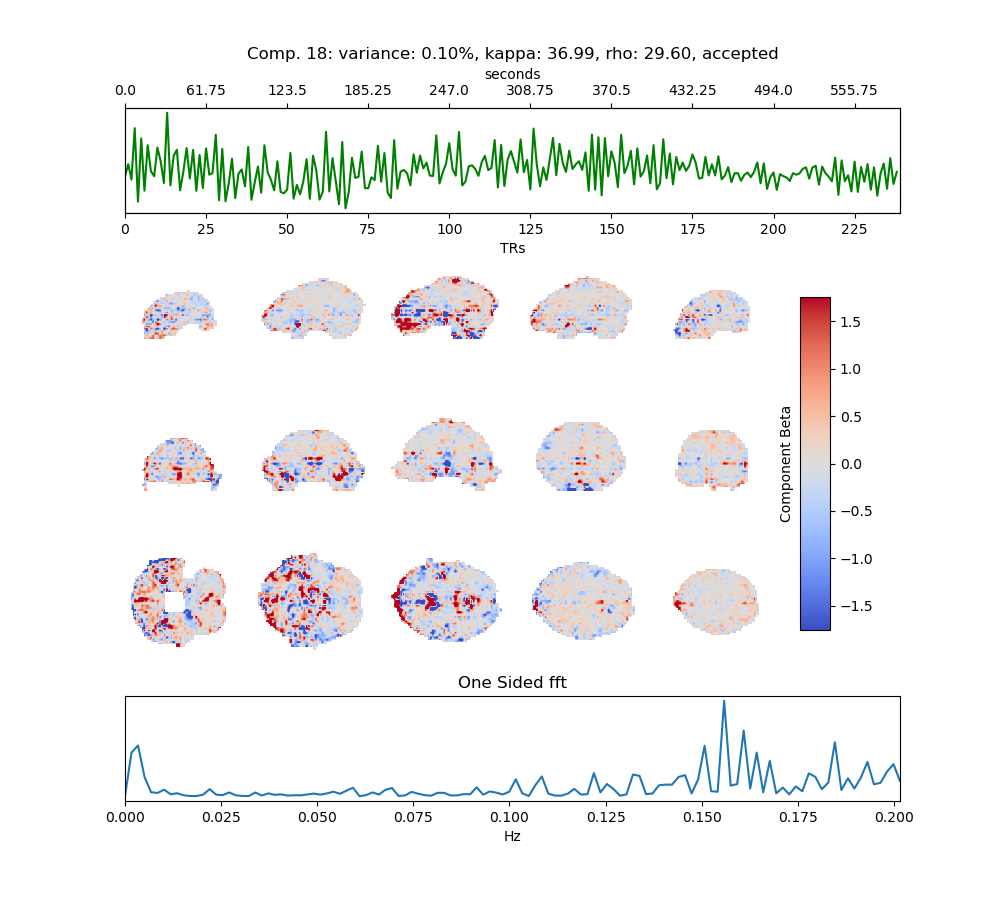 Comp. 18: variance: 0.10%, kappa: 36.99, rho: 29.60, accepted
seconds
0.0 61.75 123.5 185.25 247.0 308.75 370.5 432.25 494.0 555.75
0 25 50 75 100 125 150 175 200 225
TRs
1.5
1.0
0.5
0.0
−0.5
−1.0
−1.5
Component Beta
One Sided fft
0.000 0.025 0.050 0.075 0.100 0.125 0.150 0.175 0.200
Hz